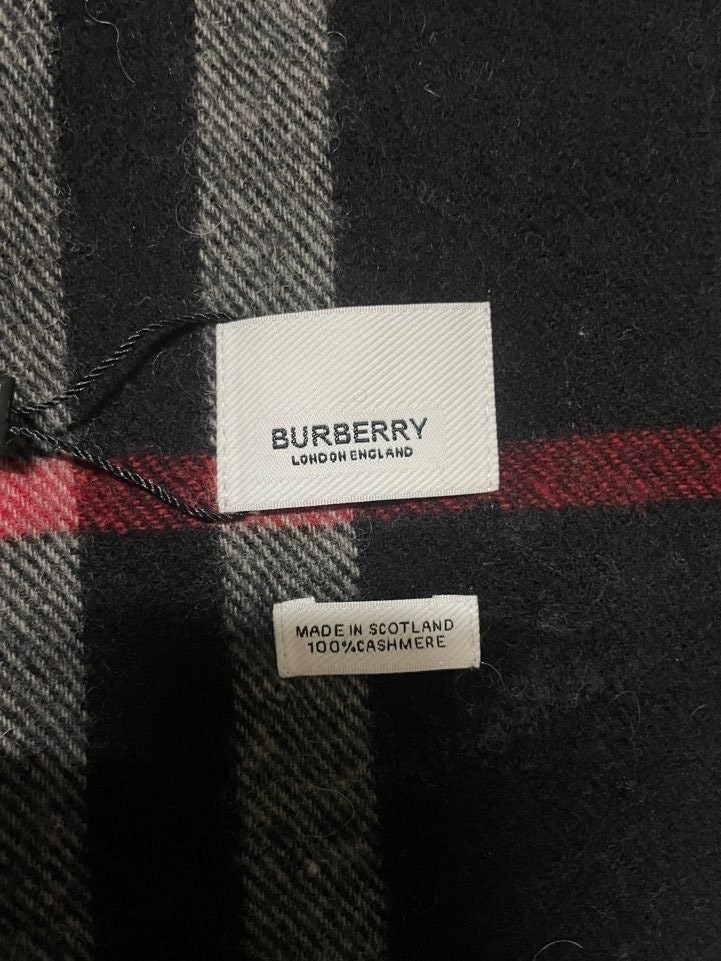 BURBERRY
LONDON ENGLAND
MADE IN SCOTLAND
100%CASHMERE